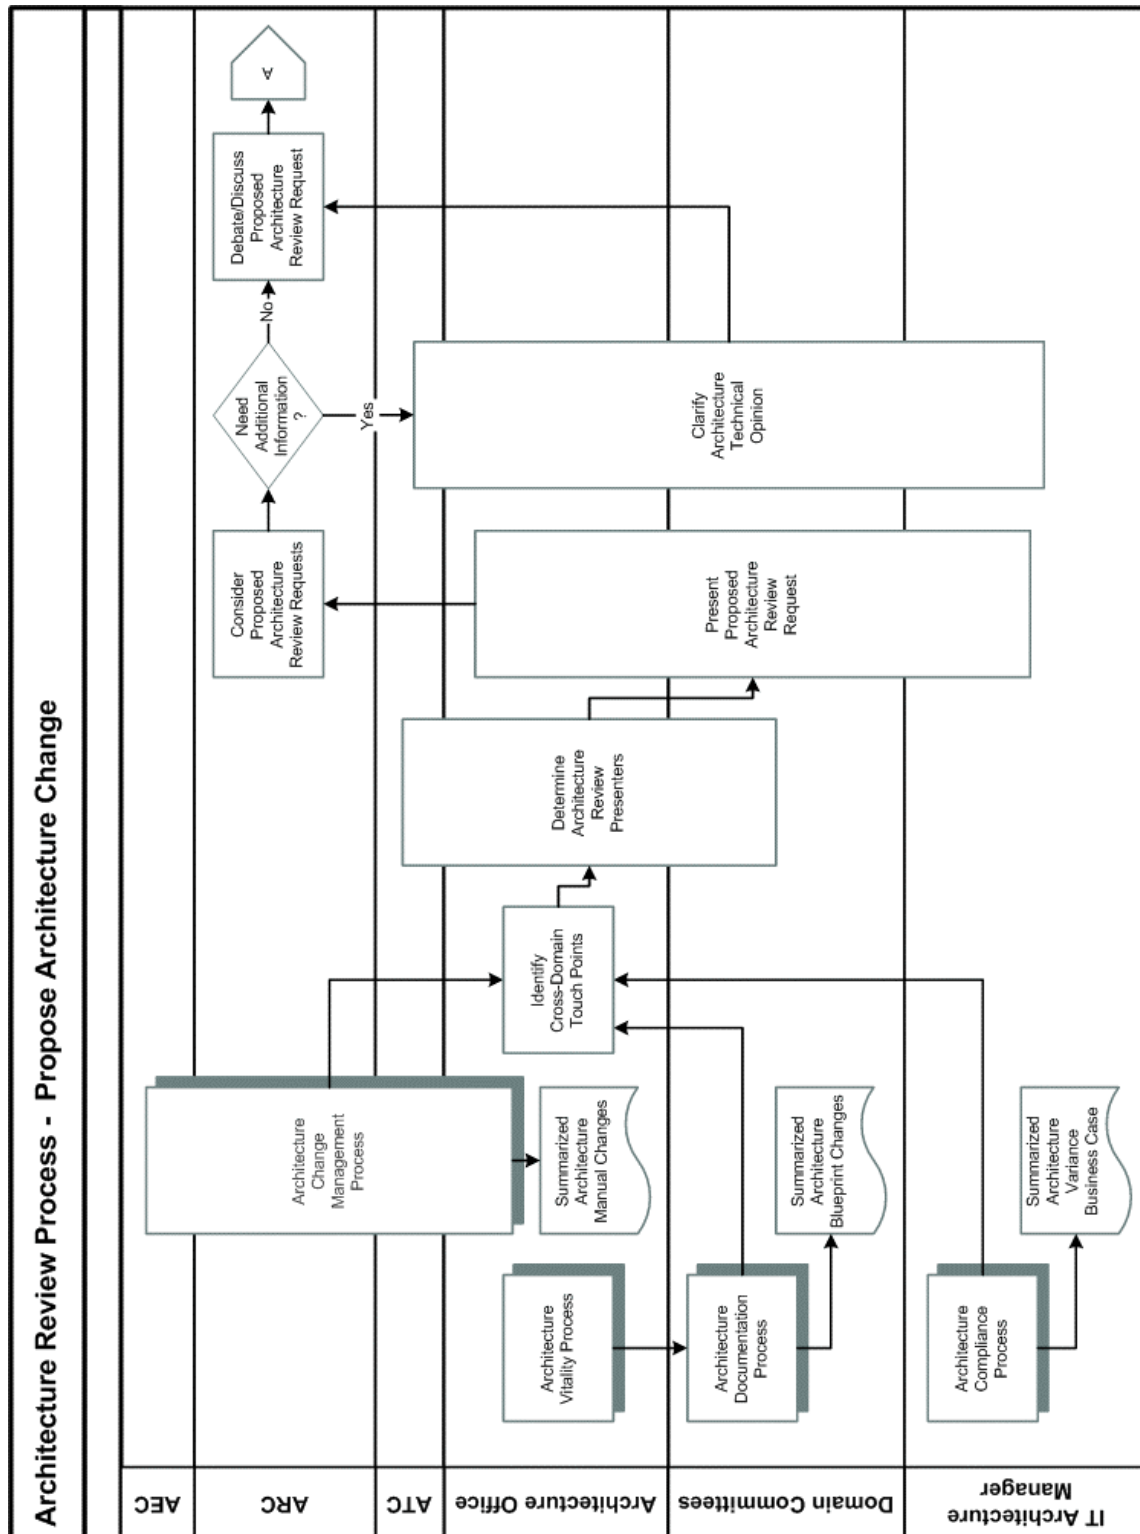 Architecture Review Process - Propose Architecture Change
AEC
ARC
ATC
Architecture Office
Domain Committees
IT Architecture
Manager
Architecture
Change
Management
Process
Architecture
Vitality Process
Architecture
Documentation
Process
Architecture
Compliance
Process
Summarized
Architecture
Manual Changes
Summarized
Architecture
Blueprint Changes
Summarized
Architecture
Variance
Business Case
Identify
Cross-Domain
Touch Points
Determine
Architecture
Review
Presenters
Present
Proposed
Architecture
Review
Request
Consider
Proposed
Architecture
Review Requests
Need
Additional
Information
?
No
Yes
Clarify
Architecture
Technical
Opinion
Debate/Discuss
Proposed
Architecture
Review Request
A